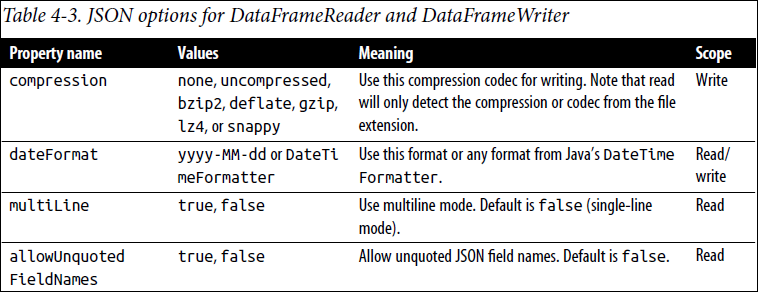 Table 4-3. JSON options for DataFrameReader and DataFrameWriter
Property name Values Meaning Scope
compression none, uncompressed, Use this compression codec for writing. Note that read Write
bzip2, deflate, gzip, will only detect the compression or codec from the file
lz4, or snappy extension.
dateFormat yyyy-MM-dd or DateTi Use this format or any format from Java's DateTime Read/
meFormatter Formatter. write
multiLine true, false Use multiline mode. Default is false (single-line Read
mode).
allowUnquoted true, false Allow unquoted JSON field names. Default is false. Read
FieldNames